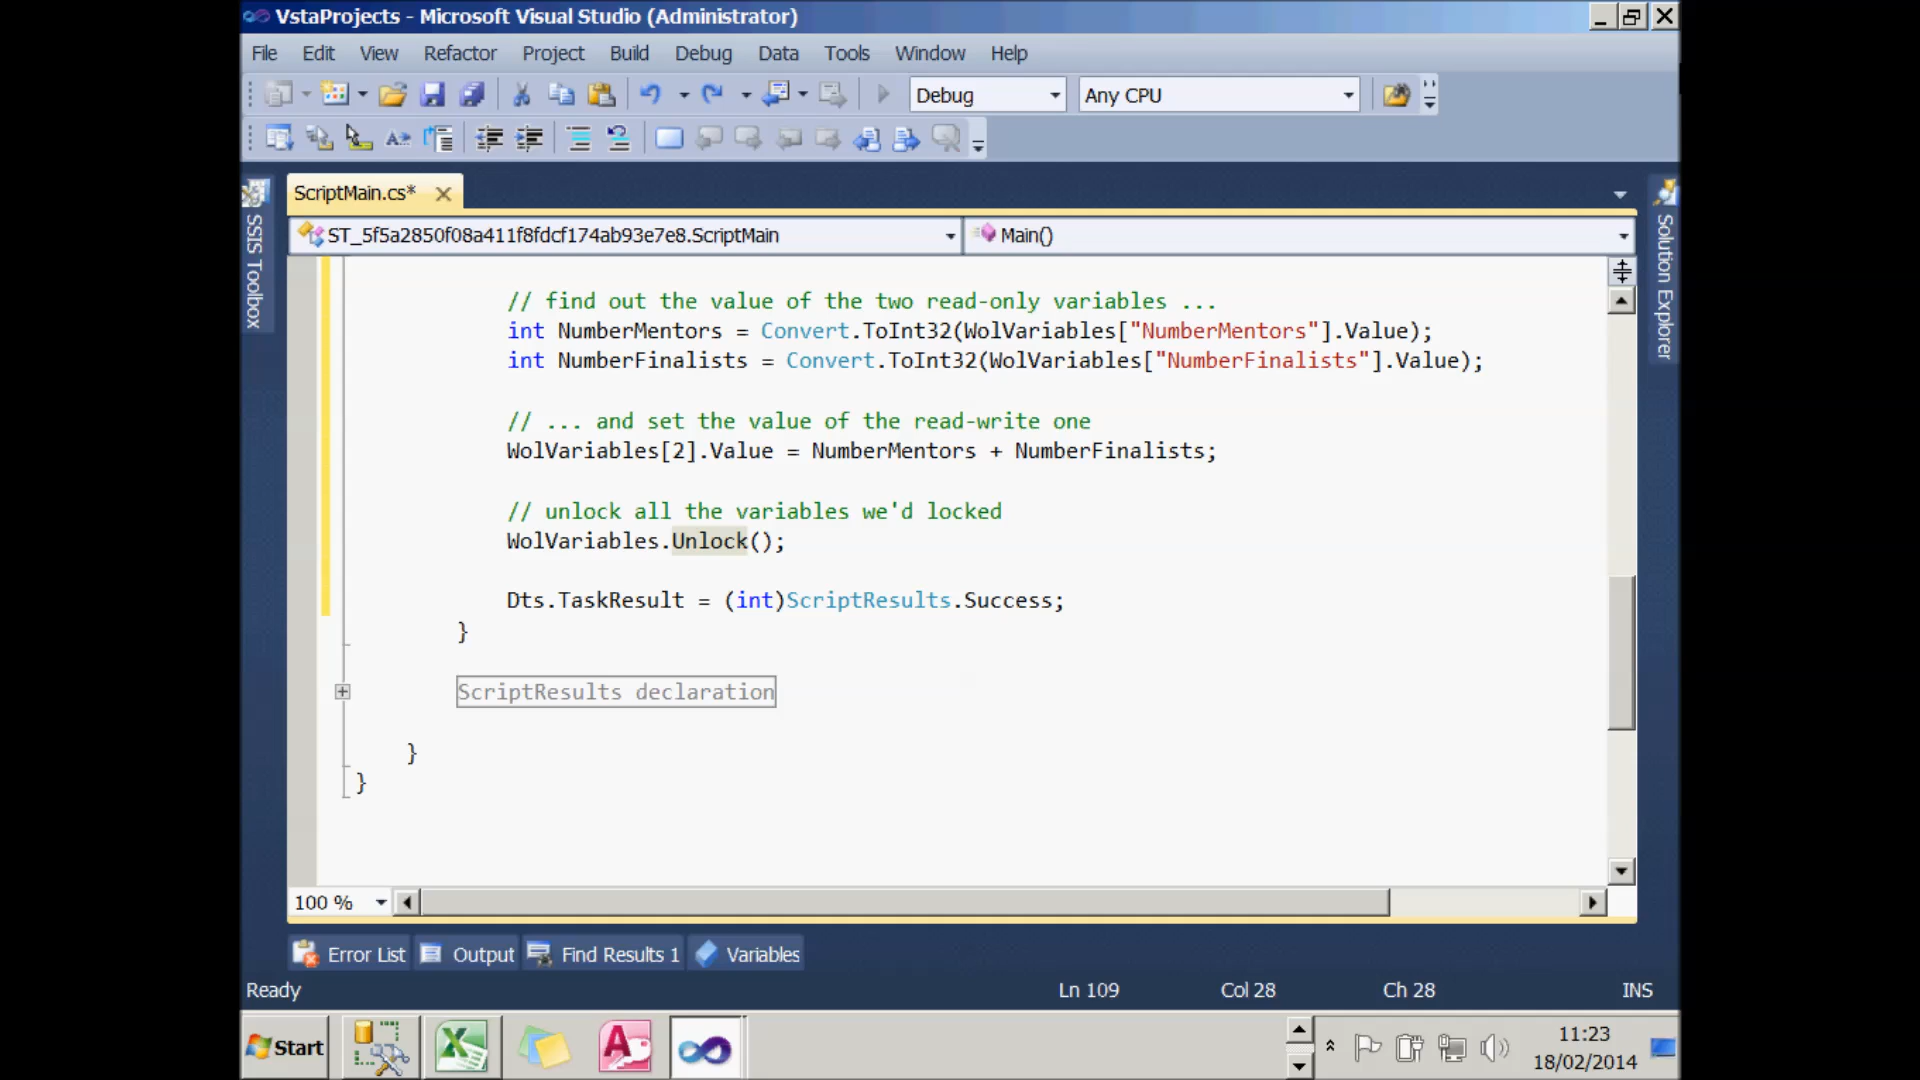 VstaProjects - Microsoft Visual Studio (Administrator)
File Edit View Refactor Project Build Debug Data Tools Window Help
Debug Any CPU
ScriptMain.cs*
ST_5f5a2850f08a411f8fdcf174ab93e7e8.ScriptMain Main()
SSIS Toolbox
Solution Explorer
// find out the value of the two read-only variables ...
int NumberMentors = Convert.ToInt32(WolVariables["NumberMentors"].Value);
int NumberFinalists = Convert.ToInt32(WolVariables["NumberFinalists"].Value);
// ... and set the value of the read-write one
WolVariables[2].Value = NumberMentors + NumberFinalists;
// unlock all the variables we'd locked
WolVariables.Unlock();
Dts.TaskResult = (int)ScriptResults.Success;
}
ScriptResults declaration
}
}
100 %
Error List Output Find Results 1 Variables
Ready Ln 109 Col 28 Ch 28 INS
Start
11:23
18/02/2014